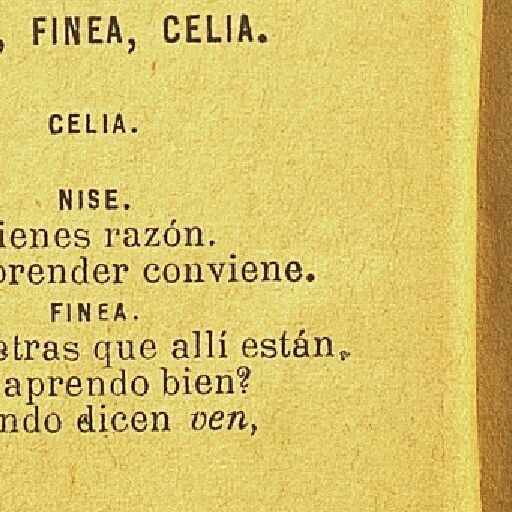 , FINEA, CELIA.
CELIA.
NISE.
ienes razón.
prender conviene.
FINEA.
etras que allí están,
aprendo bien?
ndo dicen ven,